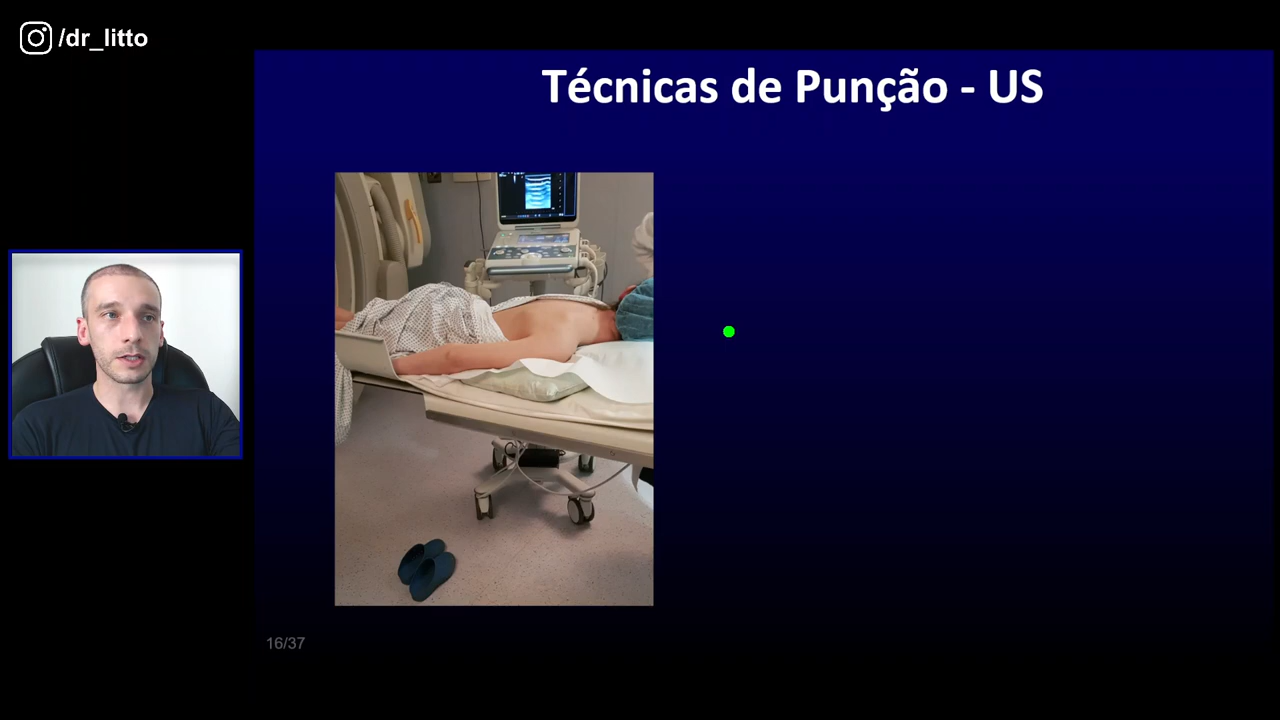 /dr_litto
Técnicas de Punção - US
16/37